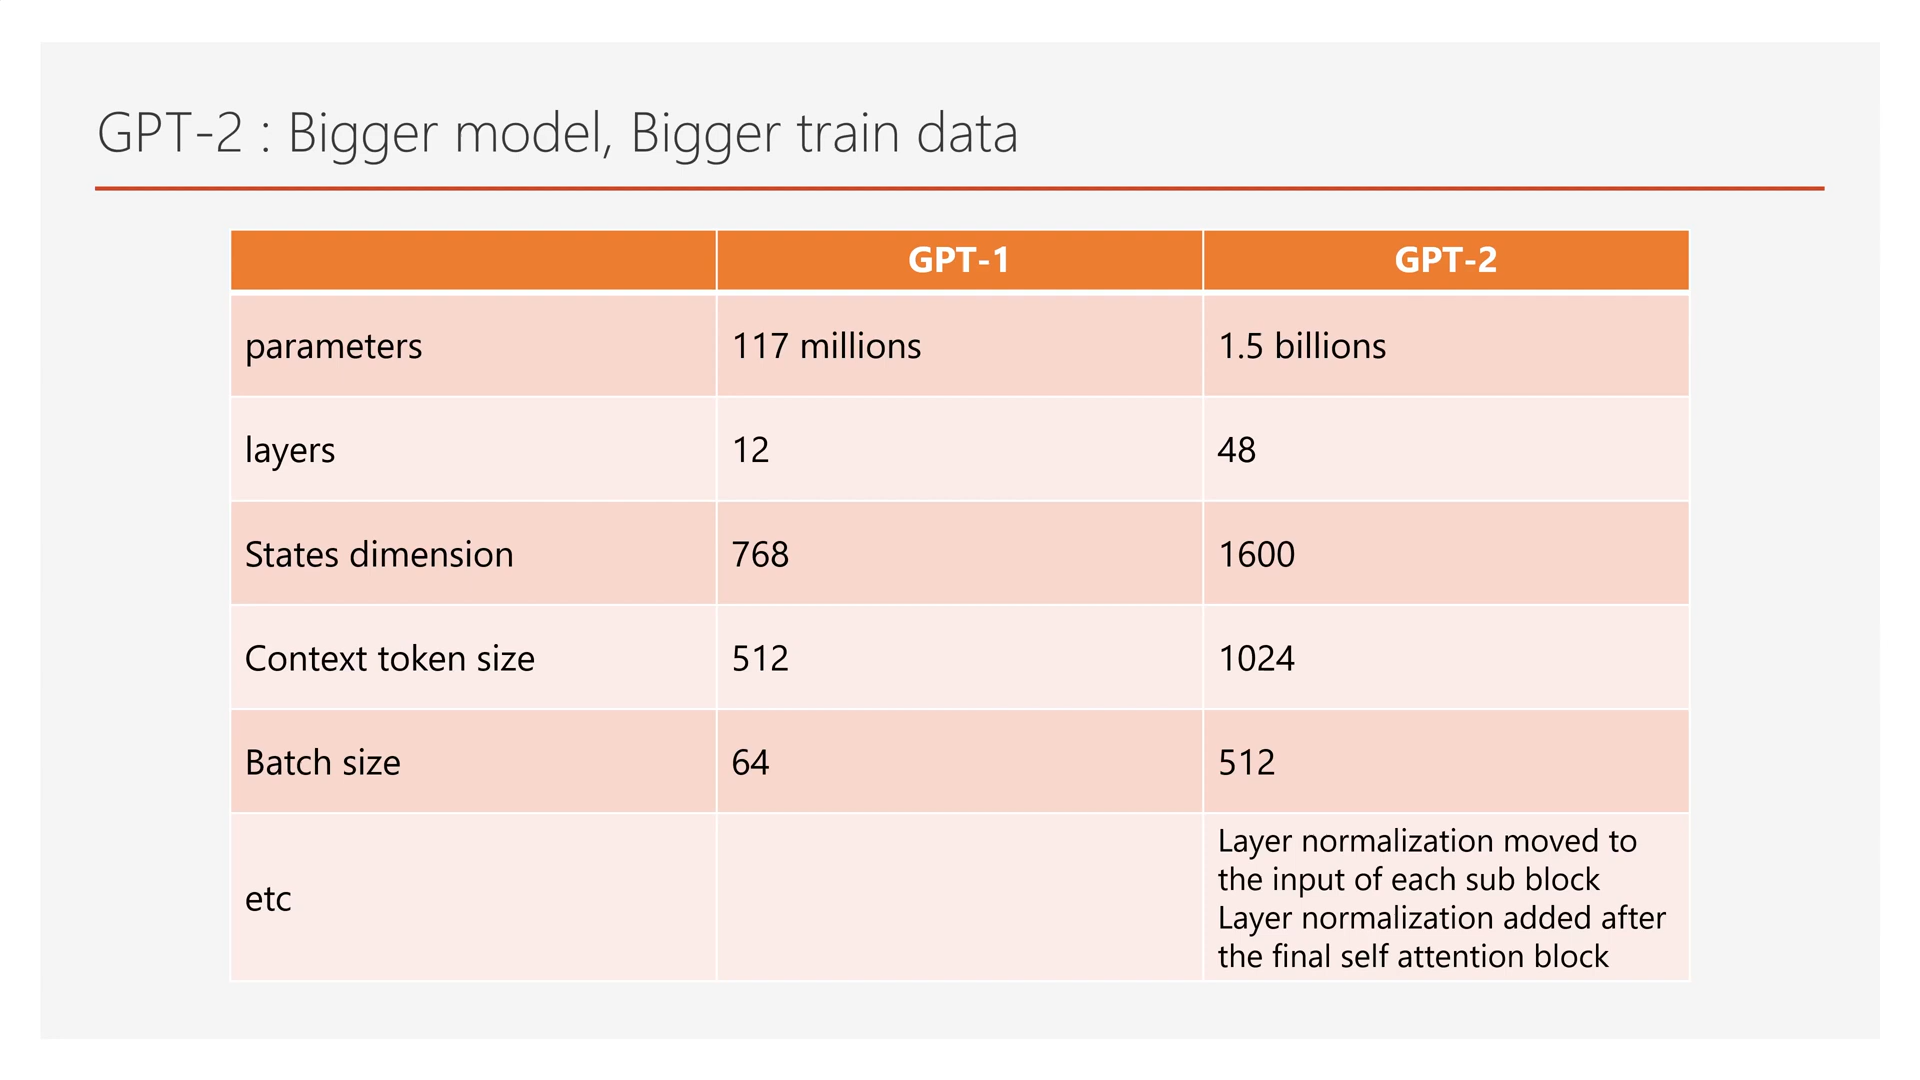 GPT-2 : Bigger model, Bigger train data
GPT-1 GPT-2
parameters 117 millions 1.5 billions
layers 12 48
States dimension 768 1600
Context token size 512 1024
Batch size 64 512
etc
Layer normalization moved to
the input of each sub block
Layer normalization added after
the final self attention block